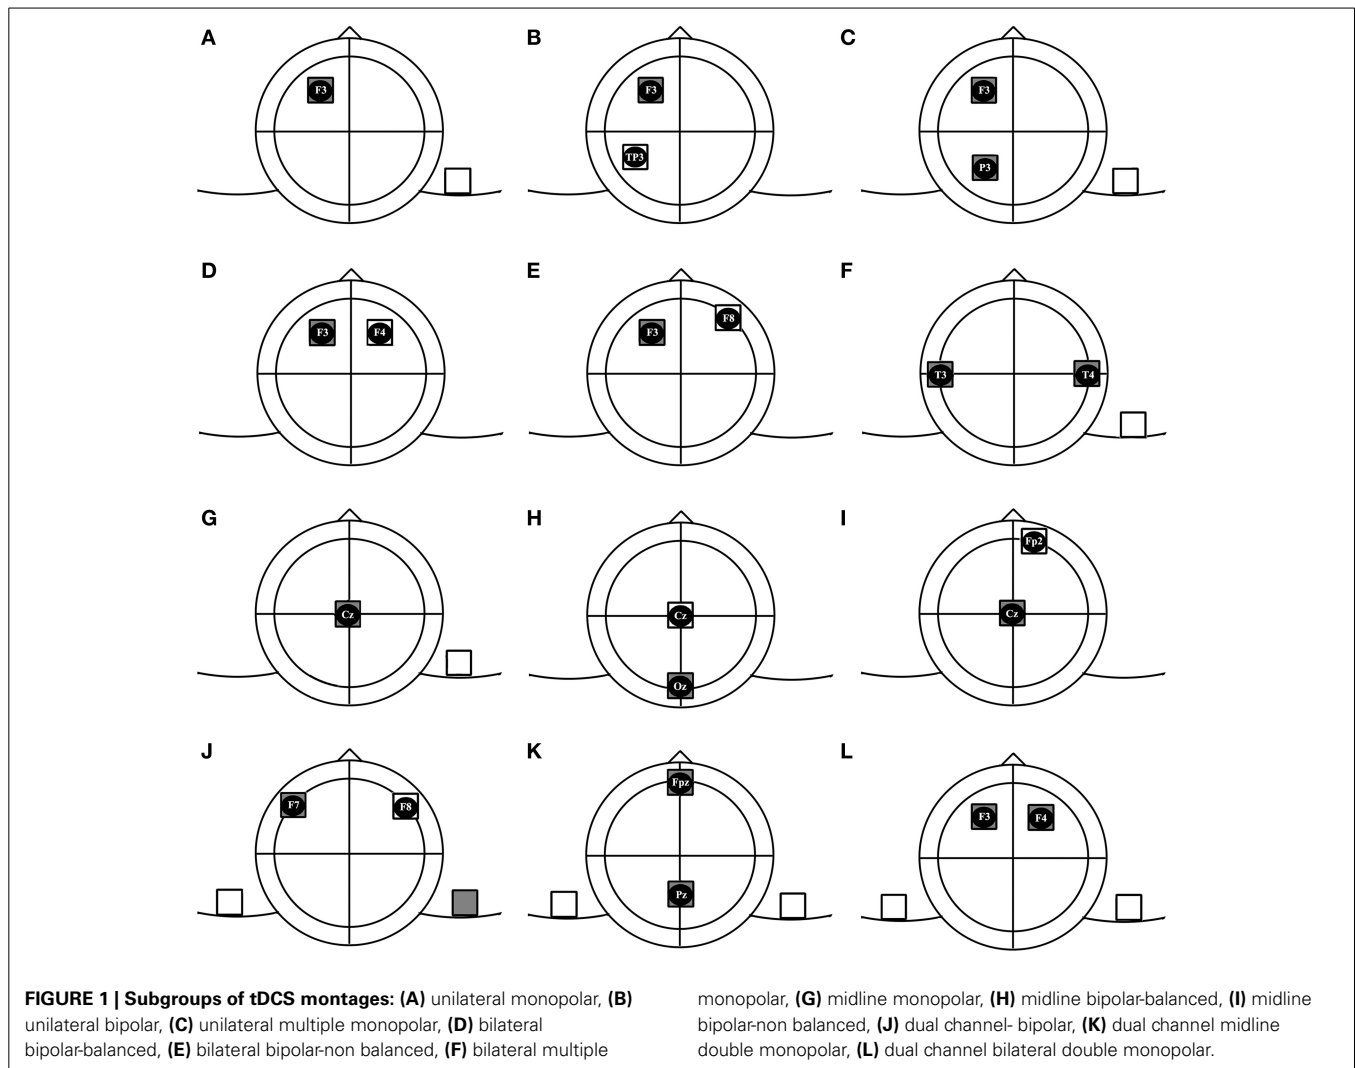 A
B
C
F3
F3
TP3
F3
P3
D
E
F
F3
F4
F3
F8
T3
T4
G
H
I
Cz
Cz
Oz
Fp2
Cz
J
K
L
F7
F8
Fpz
Pz
F3
F4
FIGURE 1 | Subgroups of tDCS montages: (A) unilateral monopolar, (B)
unilateral bipolar, (C) unilateral multiple monopolar, (D) bilateral
bipolar-balanced, (E) bilateral bipolar-non balanced, (F) bilateral multiple
monopolar, (G) midline monopolar, (H) midline bipolar-balanced, (I) midline
bipolar-non balanced, (J) dual channel- bipolar, (K) dual channel midline
double monopolar, (L) dual channel bilateral double monopolar.